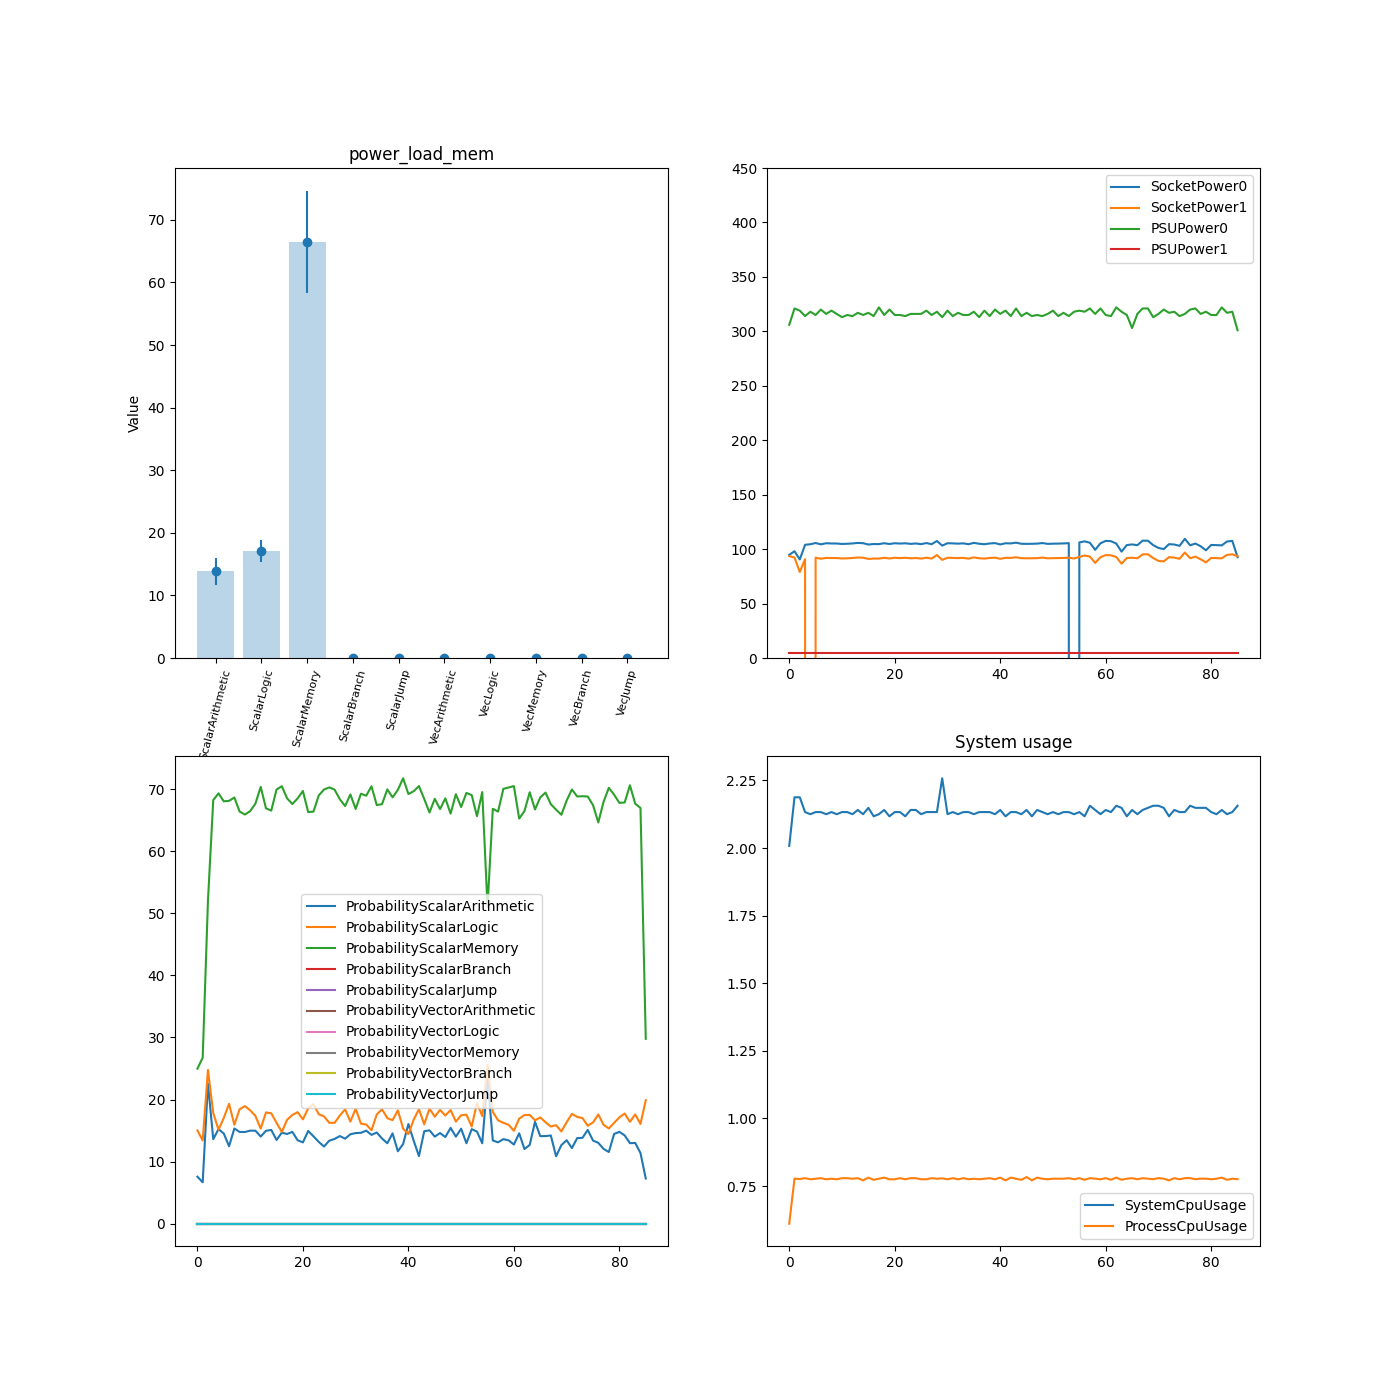 power_load_mem
Value
70
60
50
40
30
20
10
0
ScalarArithmetic
ScalarLogic
ScalarMemory
ScalarBranch
ScalarJump
VecArithmetic
VecLogic
VecMemory
VecBranch
VecJump
450
400
350
300
250
200
150
100
50
0
0 20 40 60 80
SocketPower0
SocketPower1
PSUPower0
PSUPower1
70
60
50
40
30
20
10
0
0 20 40 60 80
ProbabilityScalarArithmetic
ProbabilityScalarLogic
ProbabilityScalarMemory
ProbabilityScalarBranch
ProbabilityScalarJump
ProbabilityVectorArithmetic
ProbabilityVectorLogic
ProbabilityVectorMemory
ProbabilityVectorBranch
ProbabilityVectorJump
System usage
2.25
2.00
1.75
1.50
1.25
1.00
0.75
0 20 40 60 80
SystemCpuUsage
ProcessCpuUsage